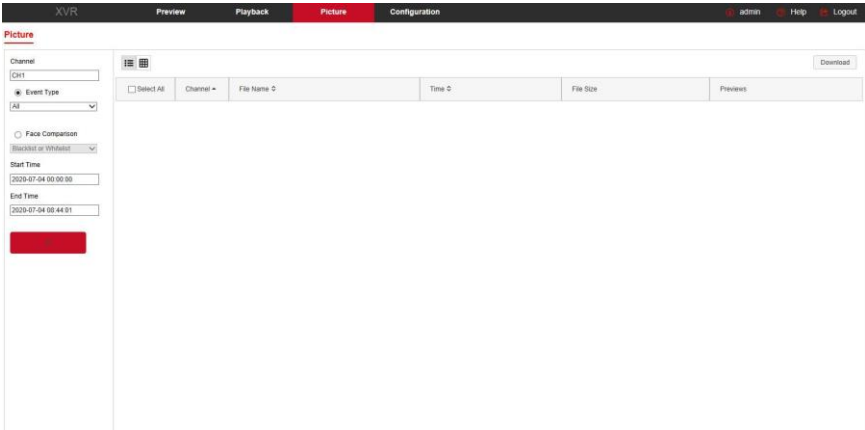 XVR Preview Playback Picture Configuration admin Help Logout
Picture
Channel
CH1
Event Type
All
Face Comparison
Blacklist or Whitelist
Start Time
2020-07-04 00:00:00
End Time
2020-07-04 08:44:01
Download
Select All Channel File Name Time File Size Previews